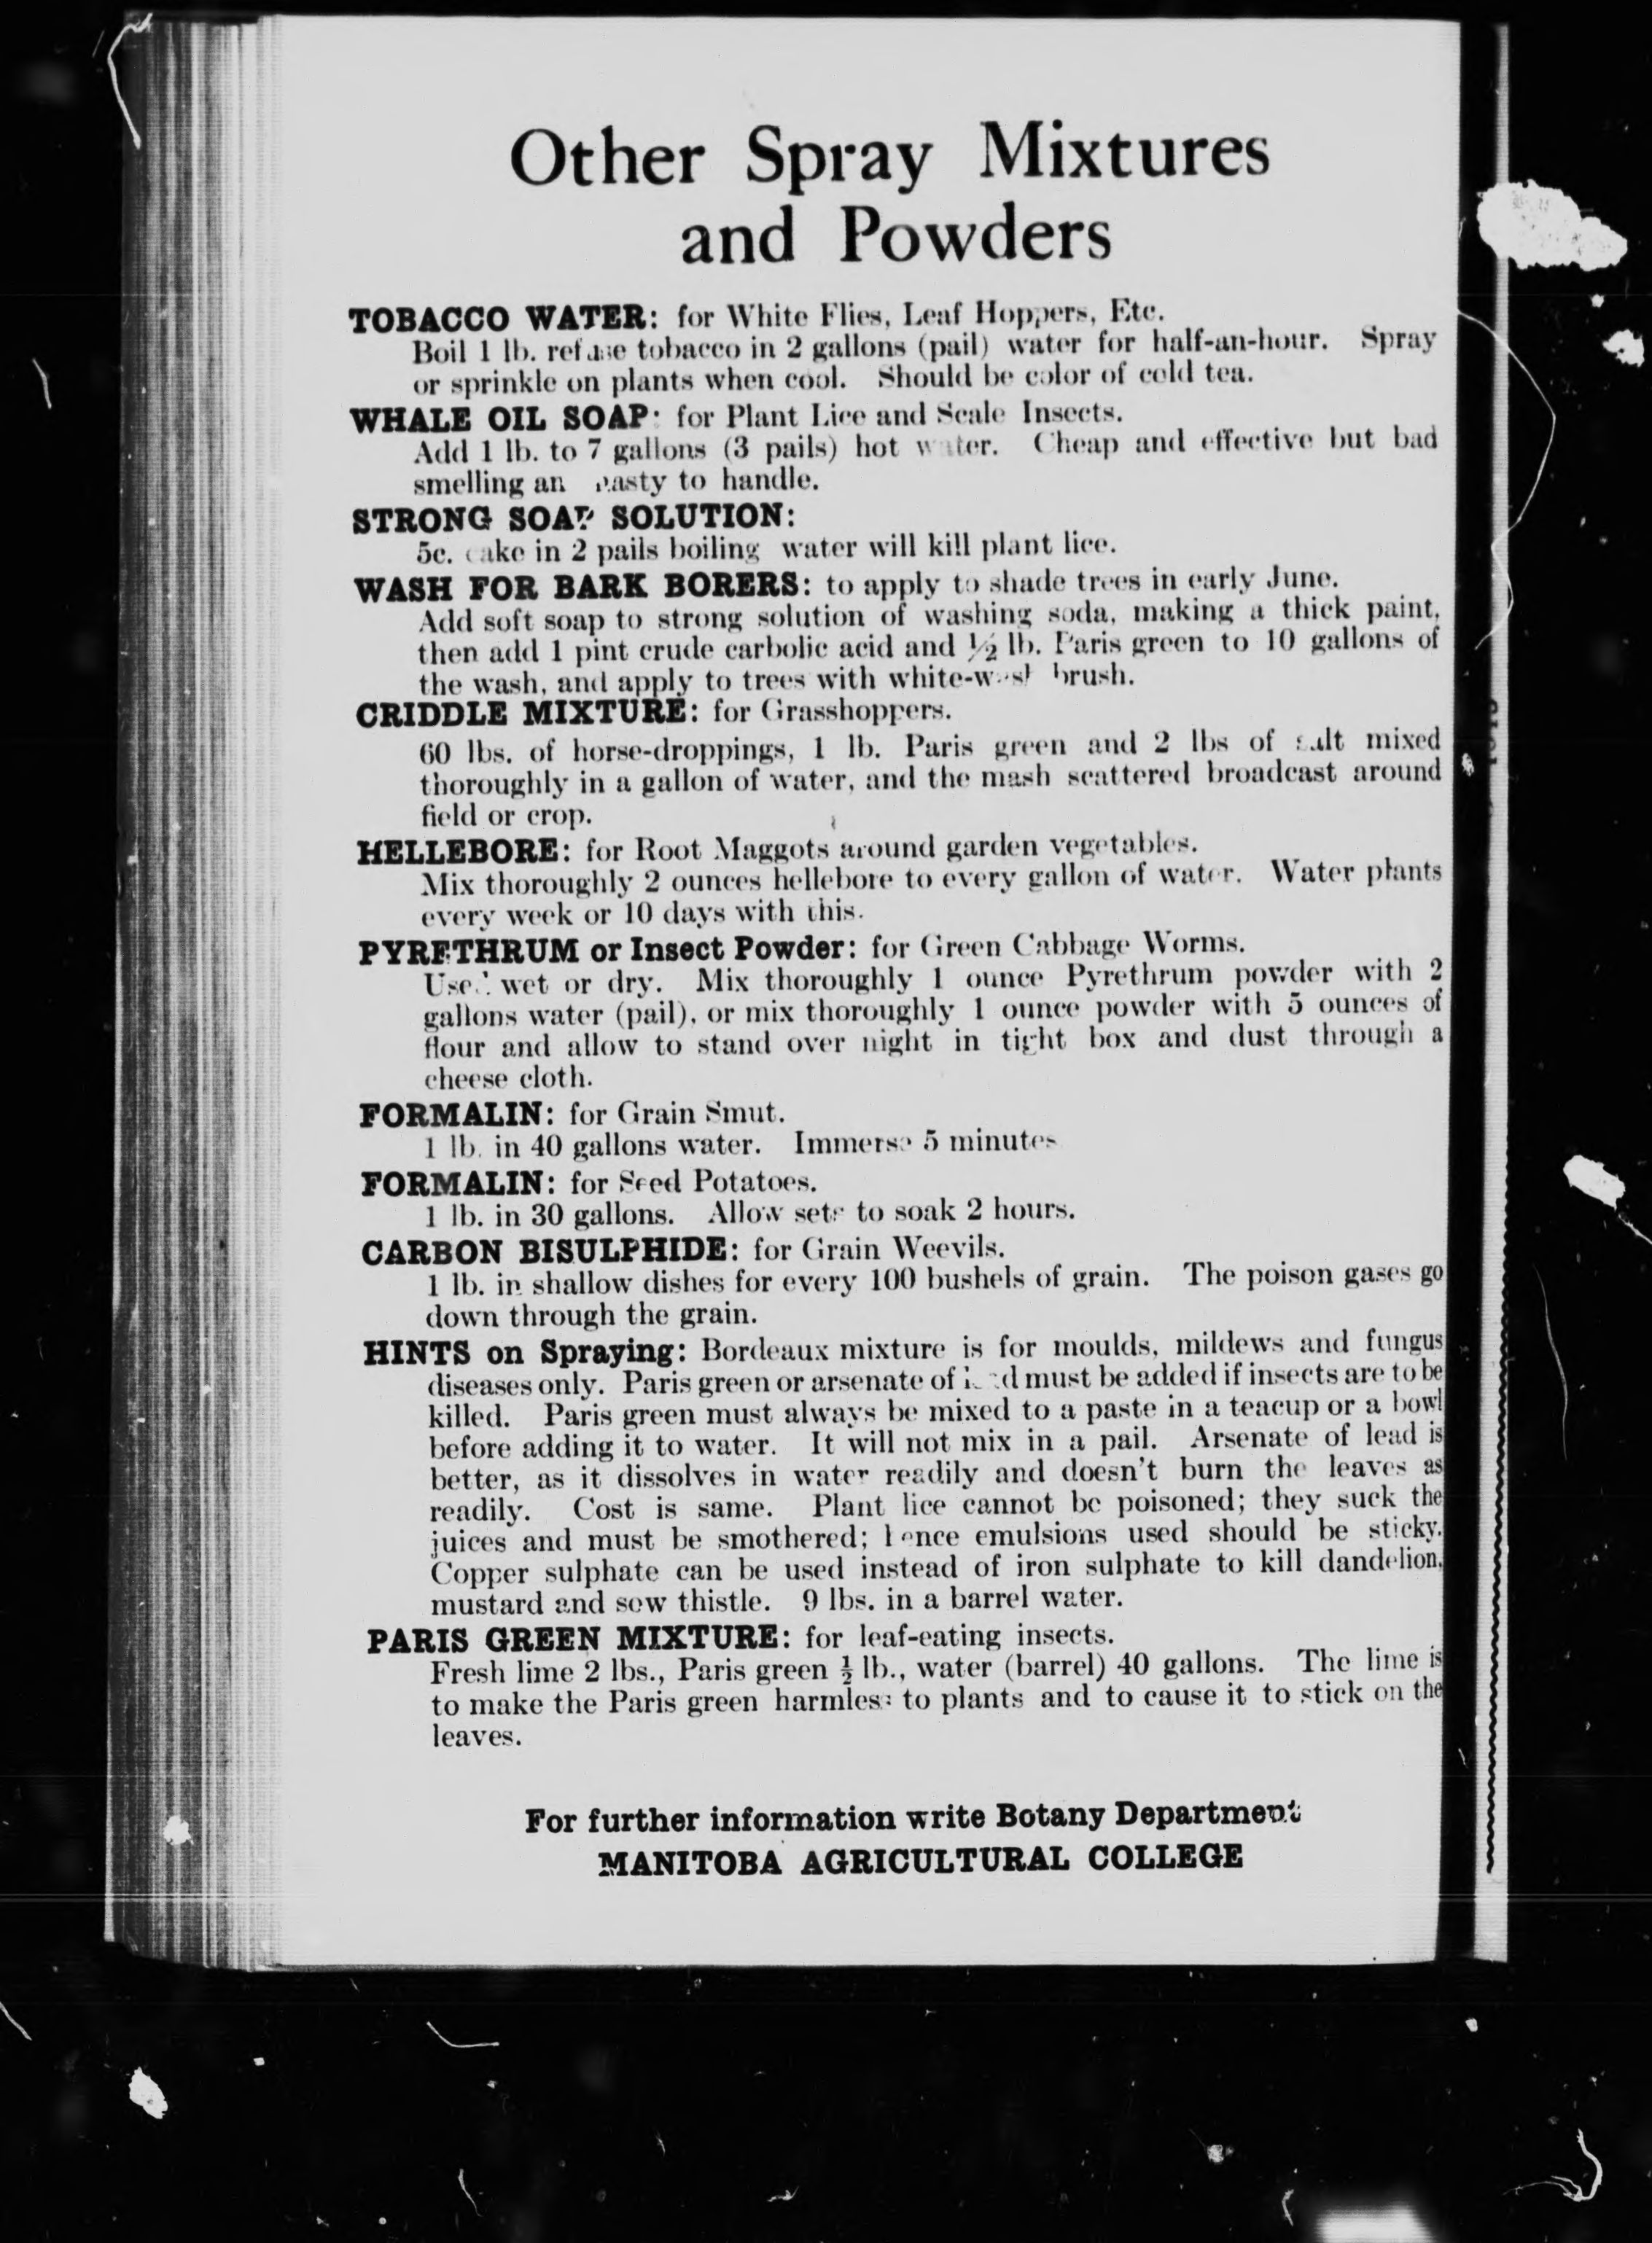 Other Spray Mixtures
and Powders
TOBACCO WATER: for White Flies, Leaf Hoppers, Etc.
Boil 1 lb. refuse tobacco in 2 gallons (pail) water for half-an-hour. Spray
or sprinkle on plants when cool. Should be color of cold tea.
WHALE OIL SOAP: for Plant Lice and Scale Insects.
Add 1 lb. to 7 gallons (3 pails) hot water. Cheap and effective but bad
smelling an nasty to handle.
STRONG SOAP SOLUTION:
5c. cake in 2 pails boiling water will kill plant lice.
WASH FOR BARK BORERS: to apply to shade trees in early June.
Add soft soap to strong solution of washing soda, making a thick paint,
then add 1 pint crude carbolic acid and ½ lb. Paris green to 10 gallons of
the wash, and apply to trees with white-wash brush.
CRIDDLE MIXTURE: for Grasshoppers.
60 lbs. of horse-droppings, 1 lb. Paris green and 2 lbs of salt mixed
thoroughly in a gallon of water, and the mash scattered broadcast around
field or crop.
HELLEBORE: for Root Maggots around garden vegetables.
Mix thoroughly 2 ounces hellebore to every gallon of water. Water plants
every week or 10 days with this.
PYRETHRUM or Insect Powder: for Green Cabbage Worms.
Used wet or dry. Mix thoroughly 1 ounce Pyrethrum powder with 2
gallons water (pail), or mix thoroughly 1 ounce powder with 5 ounces of
flour and allow to stand over night in tight box and dust through a
cheese cloth.
FORMALIN: for Grain Smut.
1 lb. in 40 gallons water. Immerse 5 minutes
FORMALIN: for Seed Potatoes.
1 lb. in 30 gallons. Allow sets to soak 2 hours.
CARBON BISULPHIDE: for Grain Weevils.
1 lb. in shallow dishes for every 100 bushels of grain. The poison gases go
down through the grain.
HINTS on Spraying: Bordeaux mixture is for moulds, mildews and fungus
diseases only. Paris green or arsenate of lead must be added if insects are to be
killed. Paris green must always be mixed to a paste in a teacup or a bowl
before adding it to water. It will not mix in a pail. Arsenate of lead is
better, as it dissolves in water readily and doesn't burn the leaves as
readily. Cost is same. Plant lice cannot be poisoned; they suck the
juices and must be smothered; hence emulsions used should be sticky.
Copper sulphate can be used instead of iron sulphate to kill dandelion,
mustard and sow thistle. 9 lbs. in a barrel water.
PARIS GREEN MIXTURE: for leaf-eating insects.
Fresh lime 2 lbs., Paris green ½ lb., water (barrel) 40 gallons. The lime is
to make the Paris green harmless to plants and to cause it to stick on the
leaves.
For further information write Botany Department
MANITOBA AGRICULTURAL COLLEGE